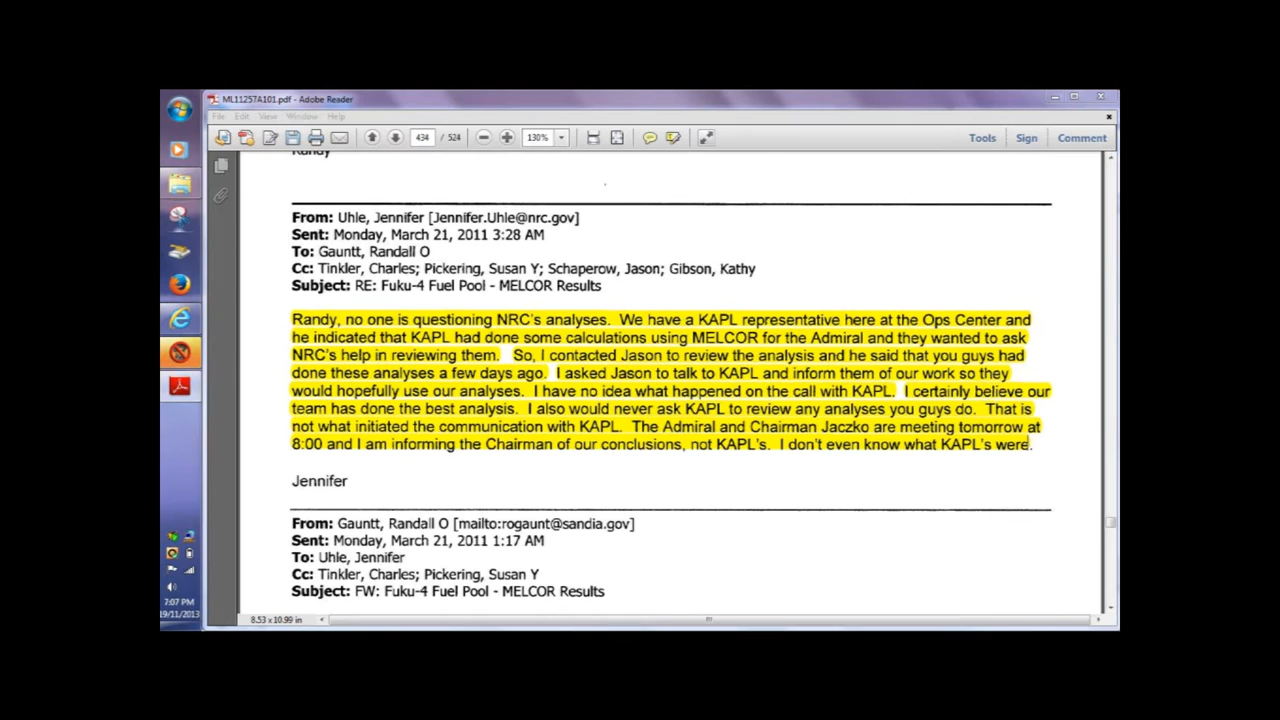 ML11257A101.pdf - Adobe Reader
File Edit View Window Help
434 / 524 130% Tools Sign Comment
Randy
From: Uhle, Jennifer [Jennifer.Uhle@nrc.gov]
Sent: Monday, March 21, 2011 3:28 AM
To: Gauntt, Randall O
Cc: Tinkler, Charles; Pickering, Susan Y; Schaperow, Jason; Gibson, Kathy
Subject: RE: Fuku-4 Fuel Pool - MELCOR Results
Randy, no one is questioning NRC's analyses. We have a KAPL representative here at the Ops Center and
he indicated that KAPL had done some calculations using MELCOR for the Admiral and they wanted to ask
NRC's help in reviewing them. So, I contacted Jason to review the analysis and he said that you guys had
done these analyses a few days ago. I asked Jason to talk to KAPL and inform them of our work so they
would hopefully use our analyses. I have no idea what happened on the call with KAPL. I certainly believe our
team has done the best analysis. I also would never ask KAPL to review any analyses you guys do. That is
not what initiated the communication with KAPL. The Admiral and Chairman Jaczko are meeting tomorrow at
8:00 and I am informing the Chairman of our conclusions, not KAPL's. I don't even know what KAPL's were.
Jennifer
From: Gauntt, Randall O [mailto:rogaunt@sandia.gov]
Sent: Monday, March 21, 2011 1:17 AM
To: Uhle, Jennifer
Cc: Tinkler, Charles; Pickering, Susan Y
Subject: FW: Fuku-4 Fuel Pool - MELCOR Results
8.53 x 10.99 in
7:07 PM
19/11/2013